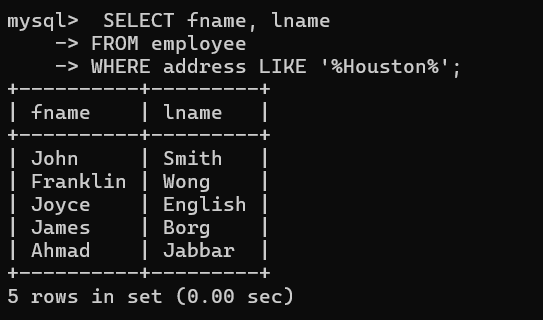 mysql>  SELECT fname, lname
    -> FROM employee
    -> WHERE address LIKE '%Houston%';
+----------+---------+
| fname    | lname   |
+----------+---------+
| John     | Smith   |
| Franklin | Wong    |
| Joyce    | English |
| James    | Borg    |
| Ahmad    | Jabbar  |
+----------+---------+
5 rows in set (0.00 sec)